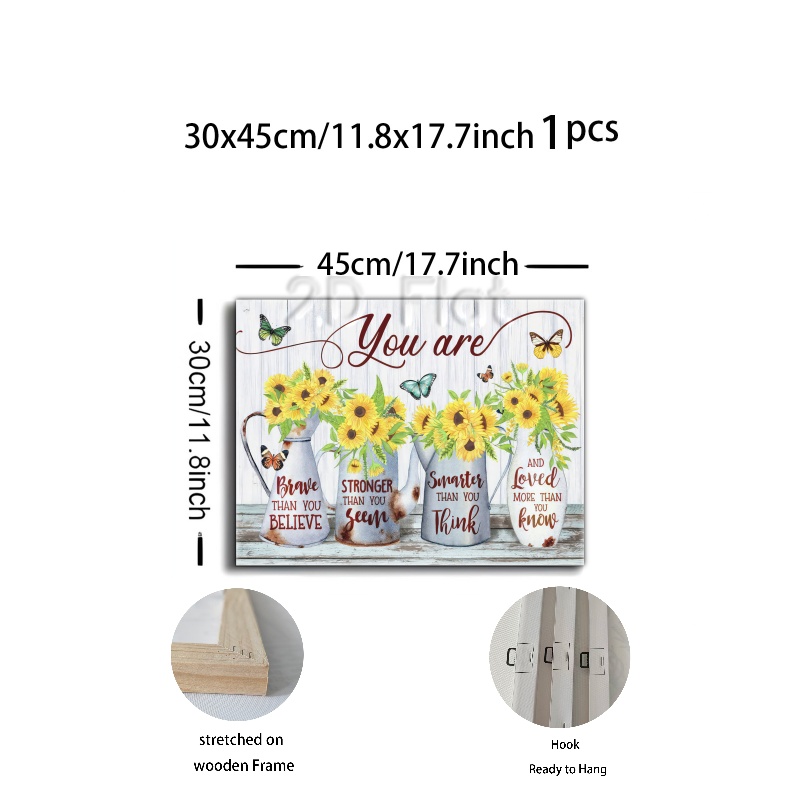 30x45cm/11.8x17.7inch 1pcs
45cm/17.7inch
2D Flat
30cm/11.8inch
You are
Brave
THAN YOU
BELIEVE
STRONGER
THAN YOU
Seem
Smarter
THAN YOU
Think
AND
Loved
MORE THAN
YOU
know
stretched on
wooden Frame
Hook
Ready to Hang